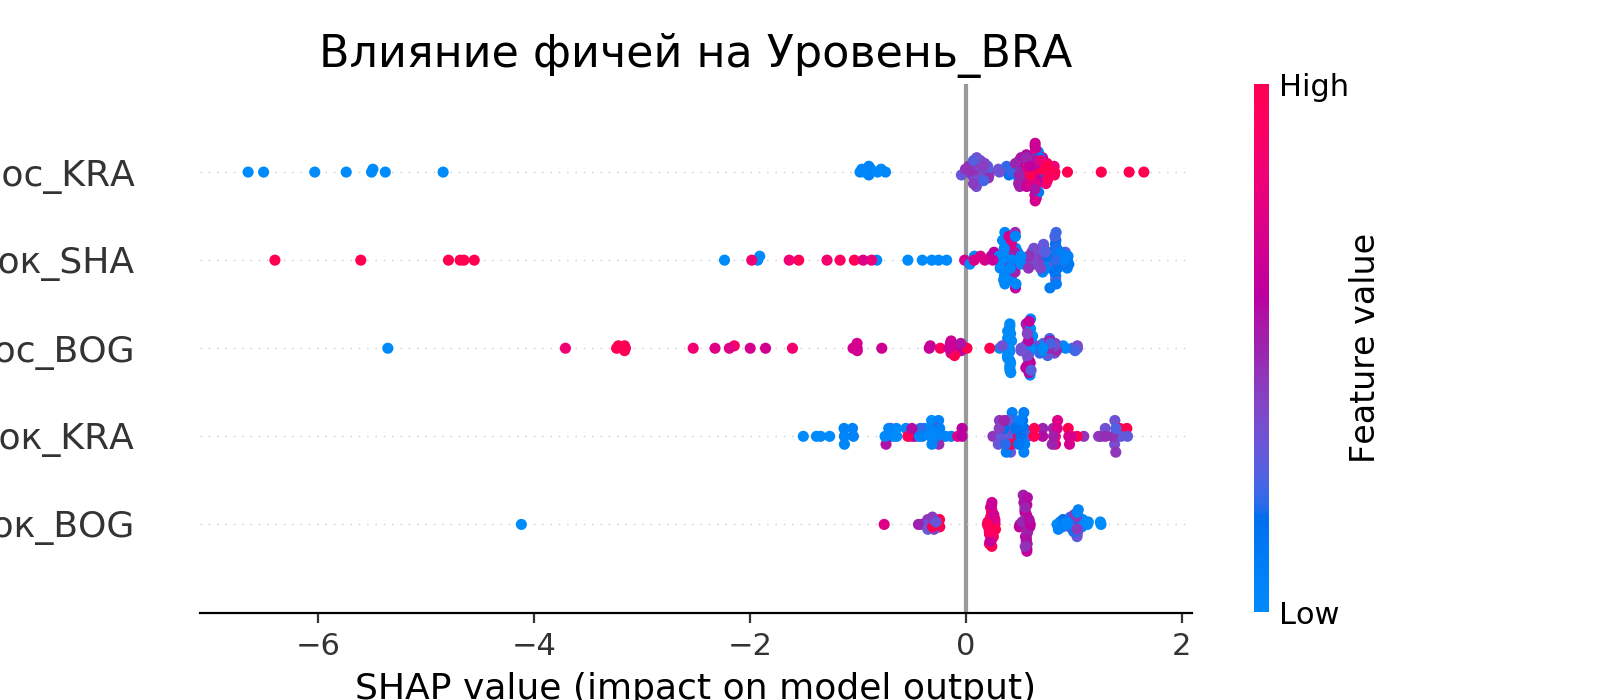 Влияние фичей на Уровень_BRA
High
ос_KRA
ок_SHA
ос_BOG
ок_KRA
ок_BOG
Feature value
Low
−6 −4 −2 0 2
SHAP value (impact on model output)